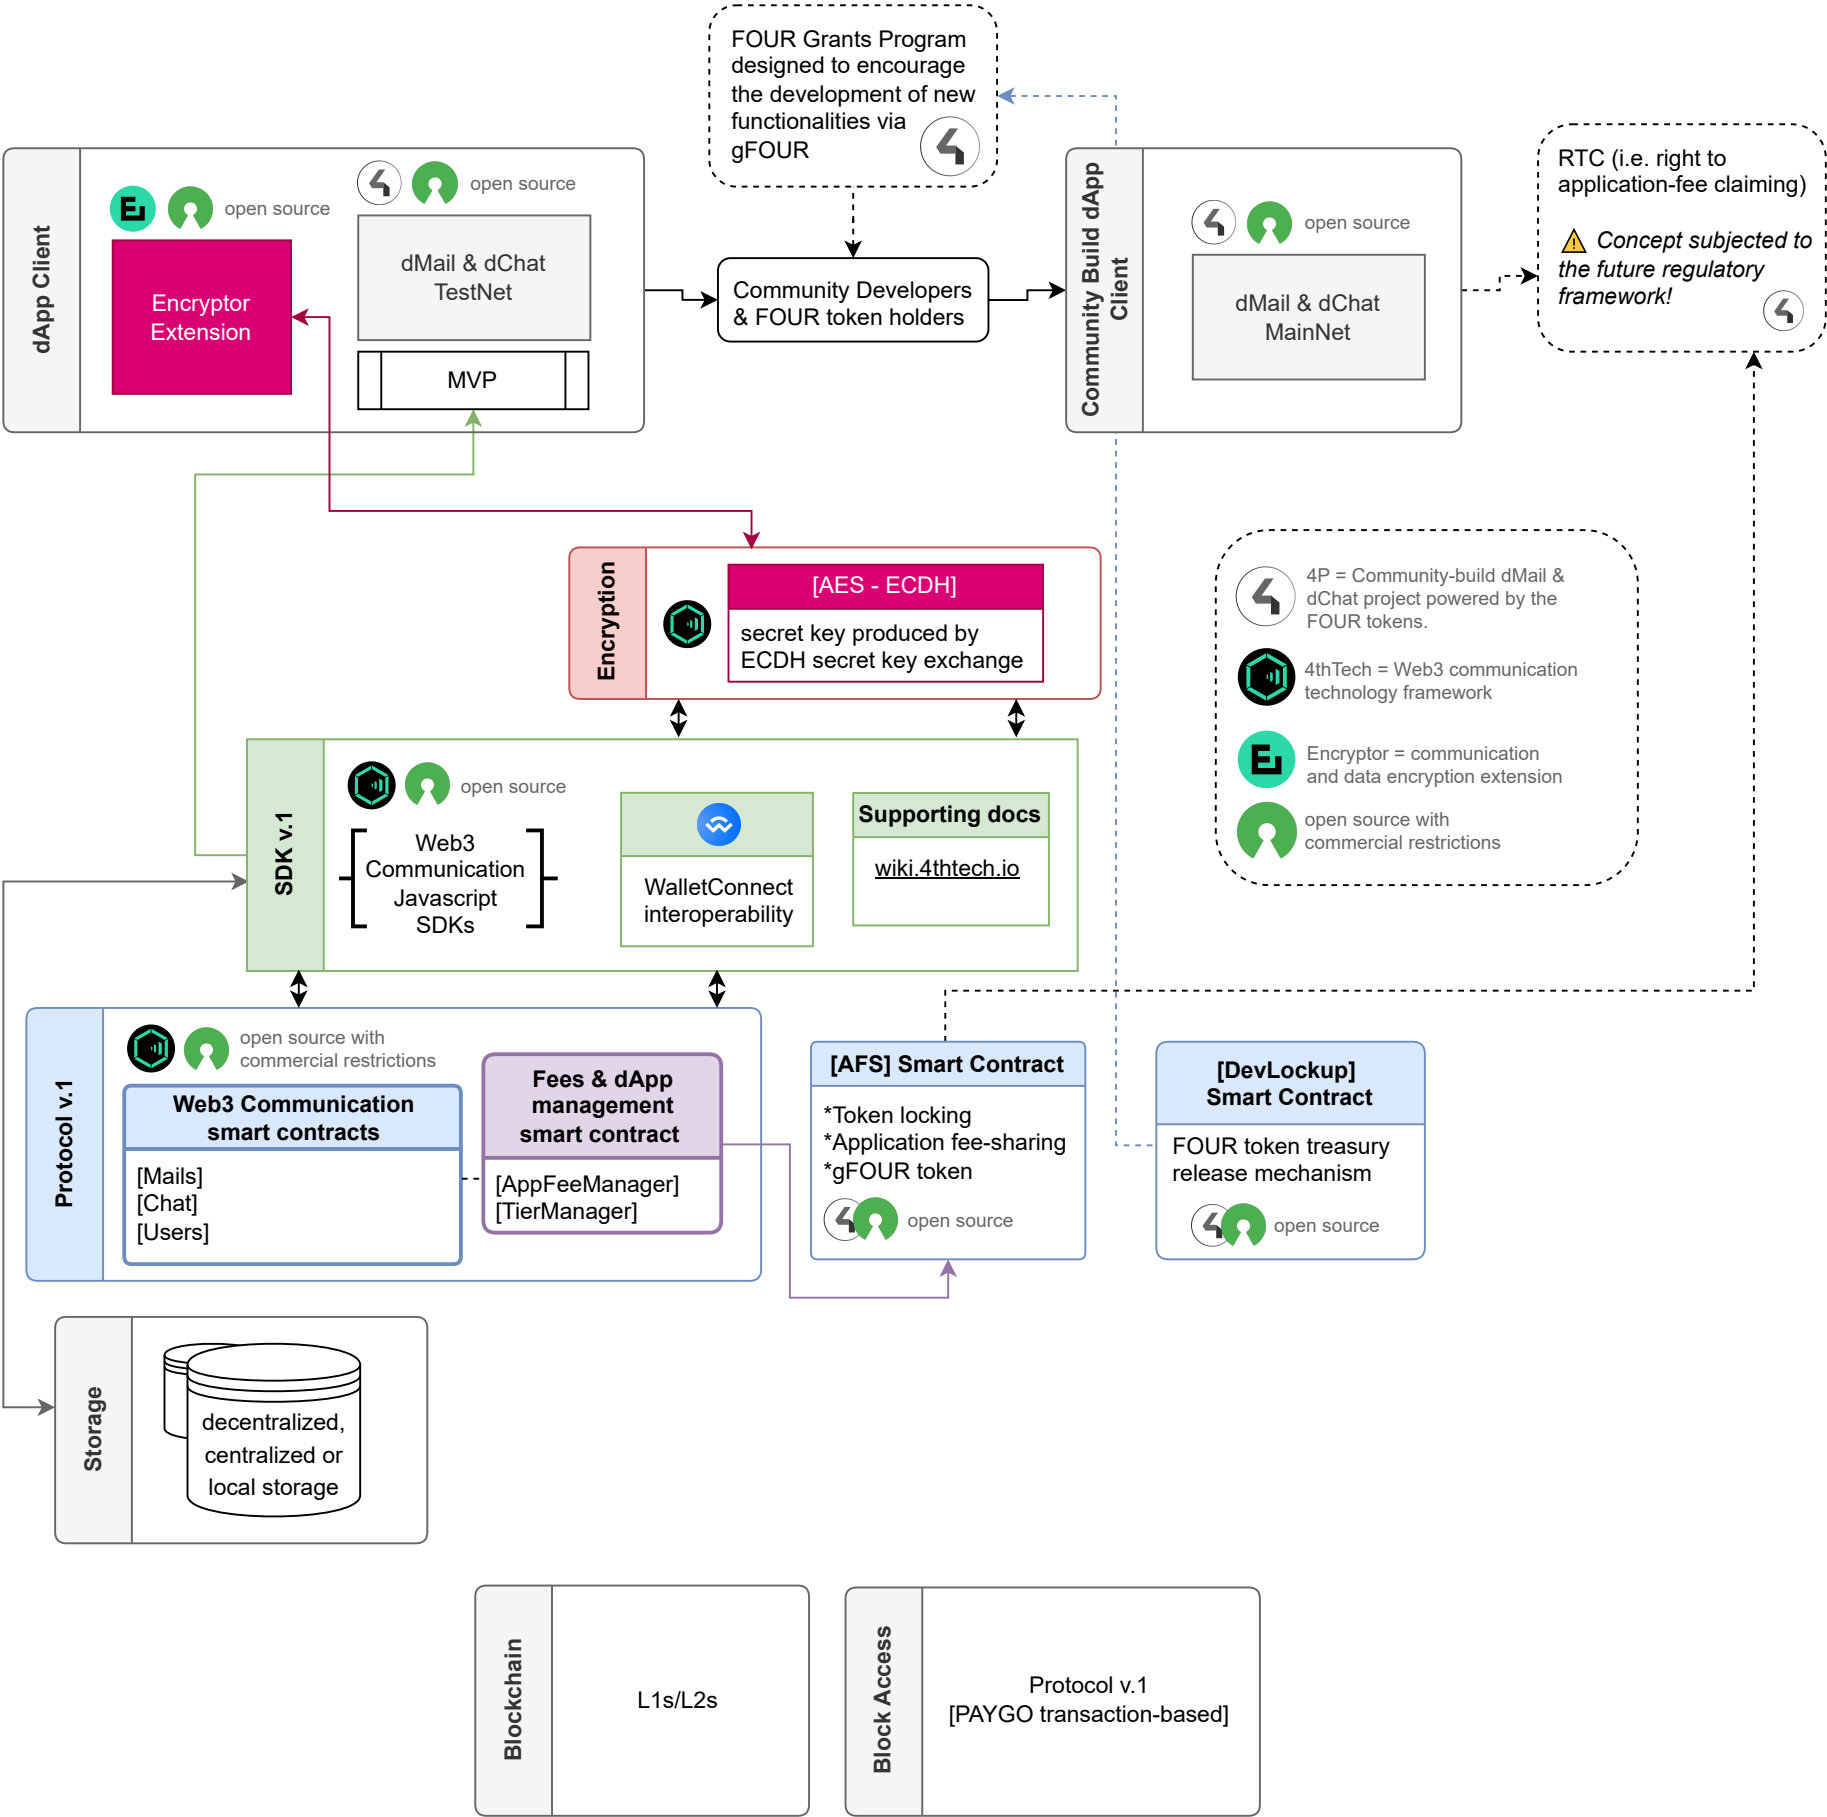 FOUR Grants Program
designed to encourage
the development of new
functionalities via
gFOUR
dApp Client
open source
Encryptor
Extension
open source
dMail & dChat
TestNet
MVP
Community Developers
& FOUR token holders
Community Build dApp
Client
open source
dMail & dChat
MainNet
RTC (i.e. right to
application-fee claiming)
Concept subjected to
the future regulatory
framework!
Encryption
[AES - ECDH]
secret key produced by
ECDH secret key exchange
4P = Community-build dMail &
dChat project powered by the
FOUR tokens.
4thTech = Web3 communication
technology framework
Encryptor = communication
and data encryption extension
open source with
commercial restrictions
SDK v.1
open source
Web3
Communication
Javascript
SDKs
WalletConnect
interoperability
Supporting docs
wiki.4thtech.io
Protocol v.1
open source with
commercial restrictions
Web3 Communication
smart contracts
[Mails]
[Chat]
[Users]
Fees & dApp
management
smart contract
[AppFeeManager]
[TierManager]
[AFS] Smart Contract
*Token locking
*Application fee-sharing
*gFOUR token
open source
[DevLockup]
Smart Contract
FOUR token treasury
release mechanism
open source
Storage
decentralized,
centralized or
local storage
Blockchain
L1s/L2s
Block Access
Protocol v.1
[PAYGO transaction-based]